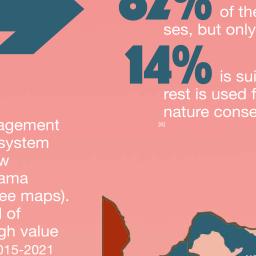 82% of the
ses, but only
14% is sui
rest is used f
nature conse
agement
system
w
ama
ee maps).
l of
gh value
015-2021